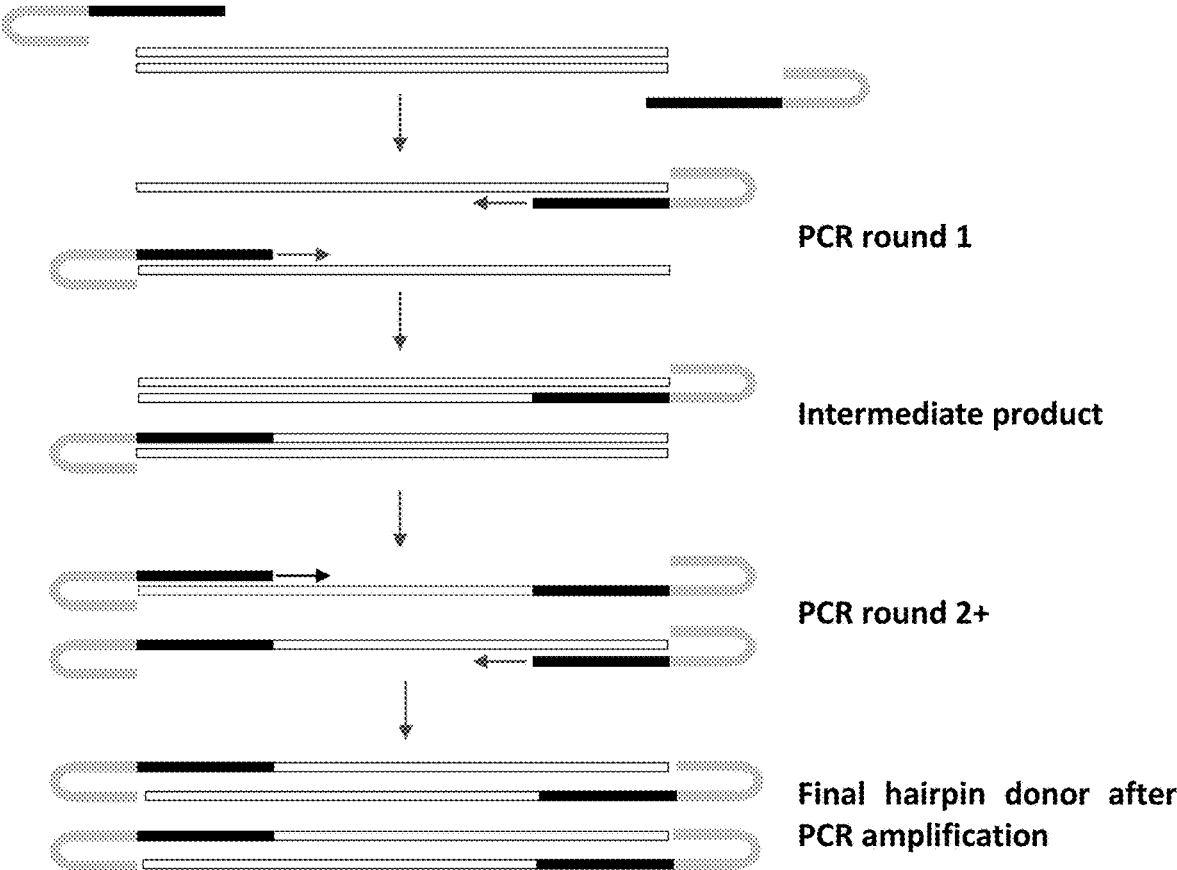 PCR round 1
Intermediate product
PCR round 2+
Final hairpin donor after
PCR amplification